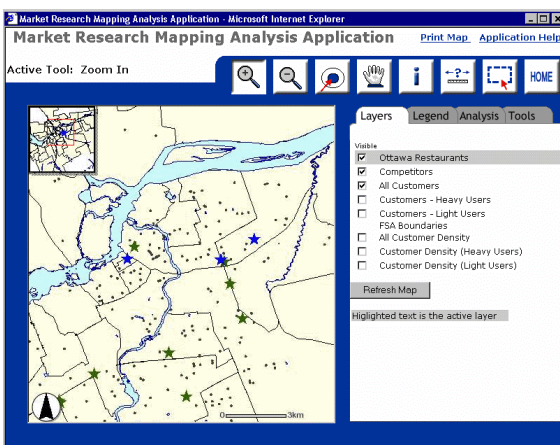 Market Research Mapping Analysis Application - Microsoft Internet Explorer
Market Research Mapping Analysis Application
Print Map Application Help
Active Tool: Zoom In
i
←?→
HOME
Layers Legend Analysis Tools
Visible
Ottawa Restaurants
Competitors
All Customers
Customers - Heavy Users
Customers - Light Users
FSA Boundaries
All Customer Density
Customer Density (Heavy Users)
Customer Density (Light Users)
Refresh Map
Higlighted text is the active layer
0 3km